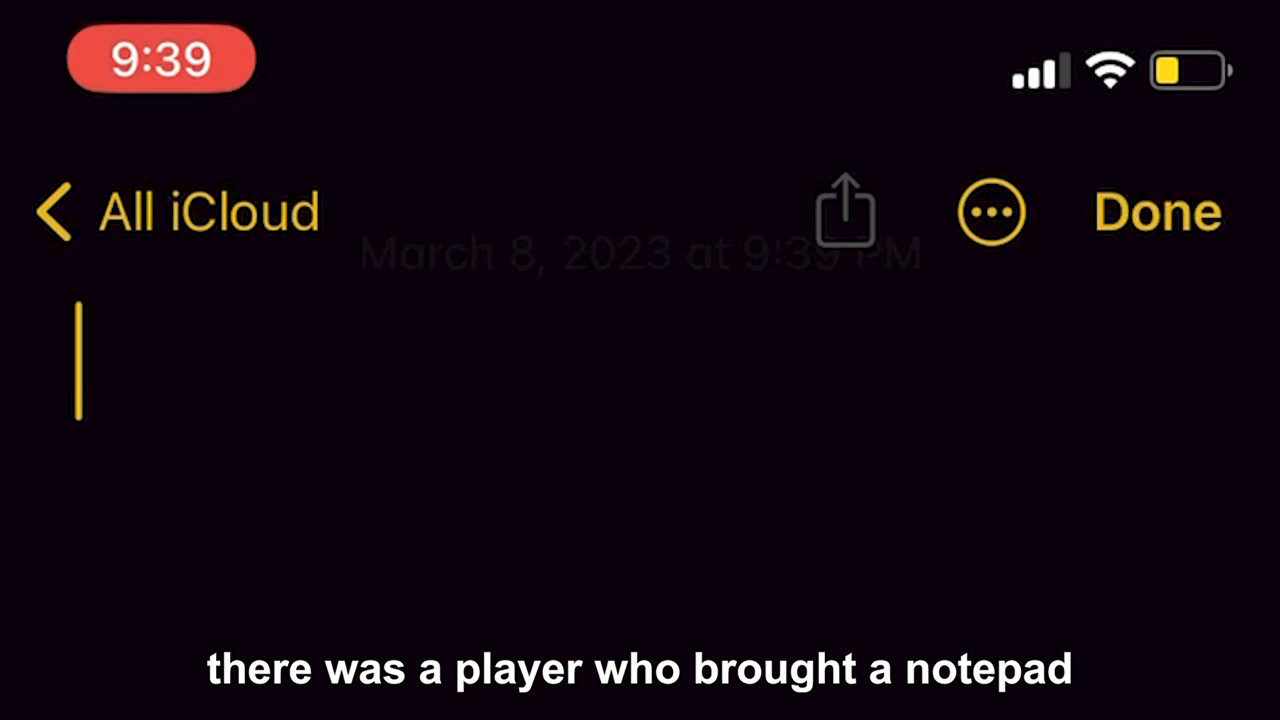 9:39
All iCloud
Done
March 8, 2023 at 9:39 PM
there was a player who brought a notepad